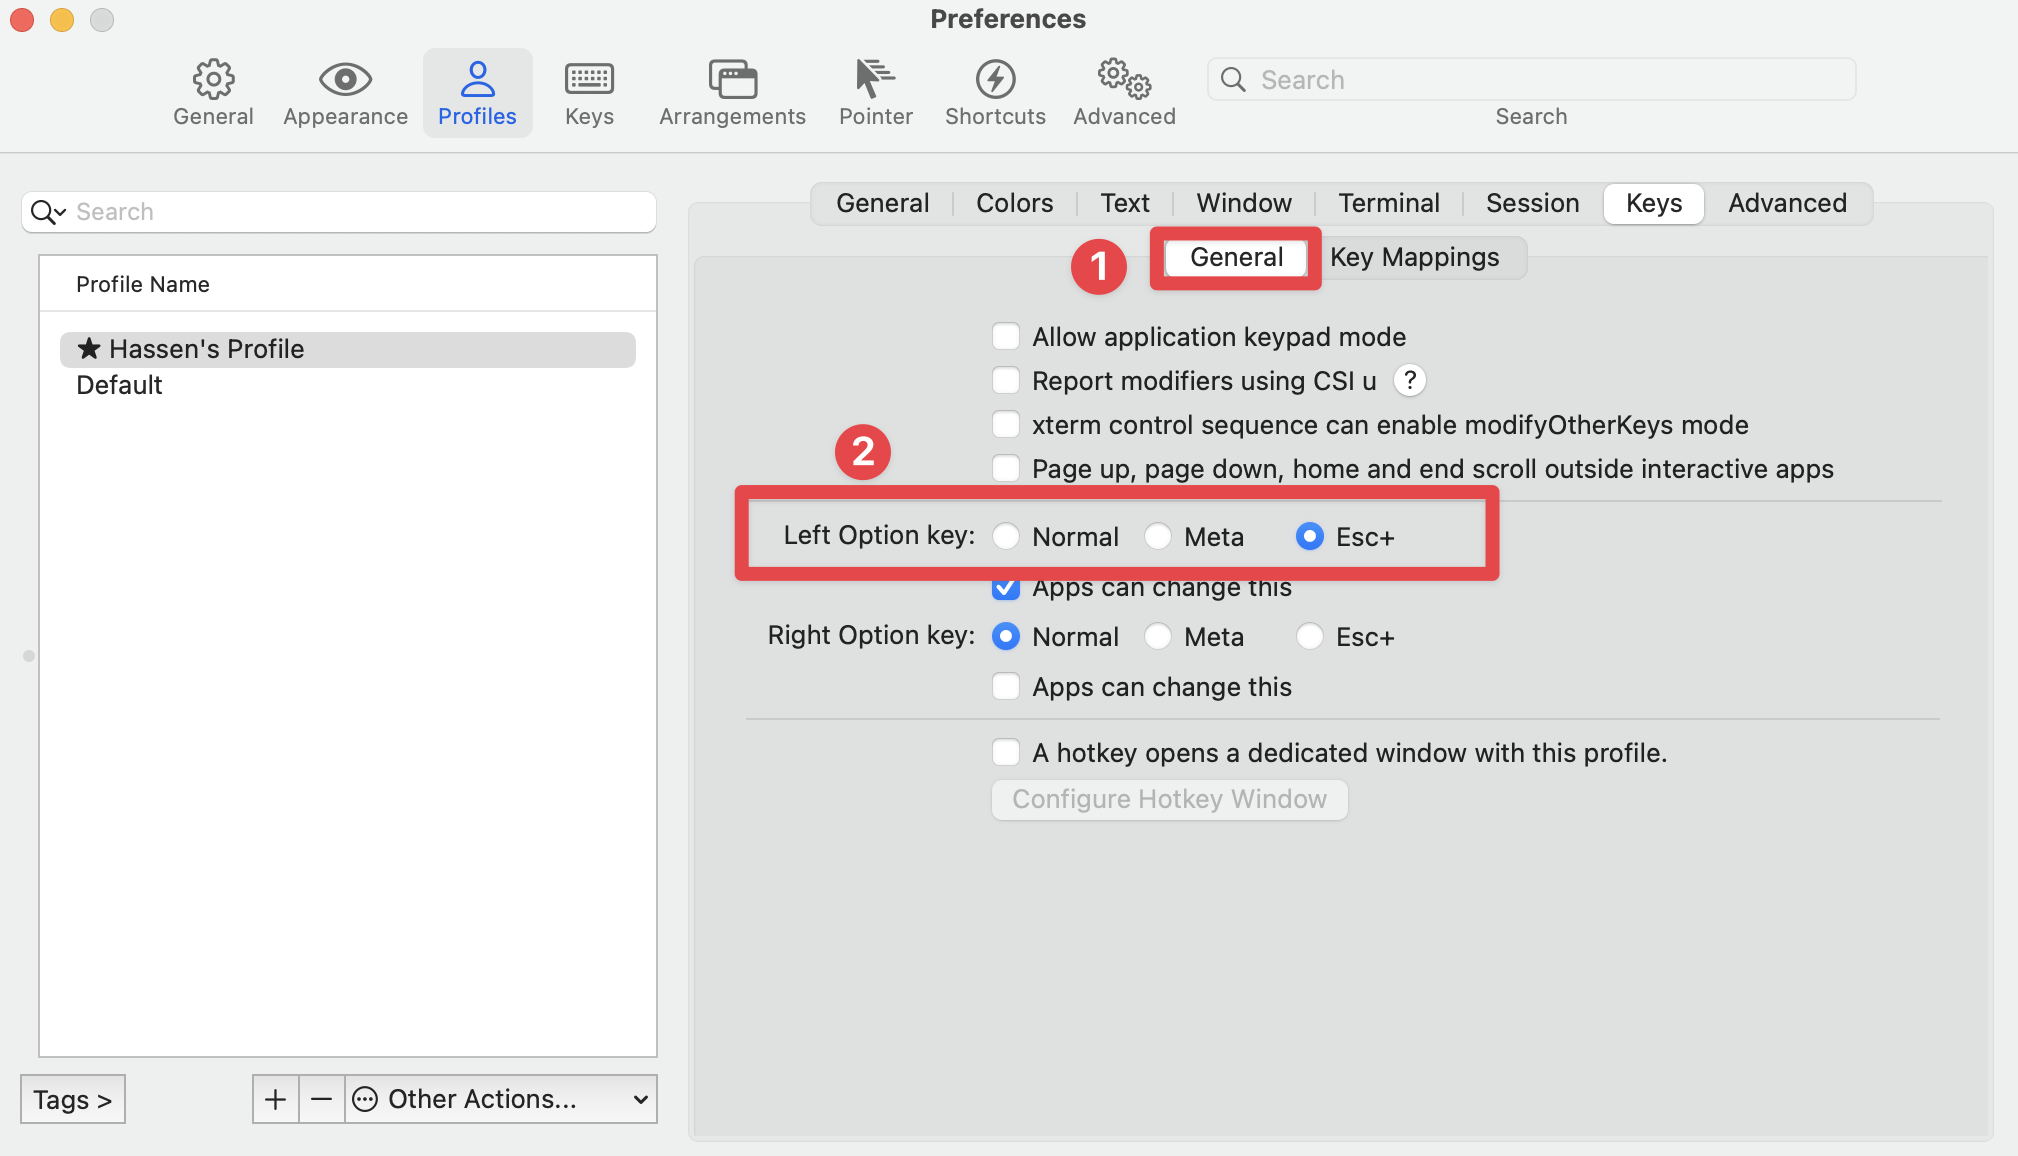 Preferences
General Appearance Profiles Keys Arrangements Pointer Shortcuts Advanced
Search
Search
Search
Profile Name
★ Hassen's Profile
Default
Tags >
+ − Other Actions...
General Colors Text Window Terminal Session Keys Advanced
1 General Key Mappings
Allow application keypad mode
Report modifiers using CSI u ?
xterm control sequence can enable modifyOtherKeys mode
2
Page up, page down, home and end scroll outside interactive apps
Left Option key: Normal Meta Esc+
Apps can change this
Right Option key: Normal Meta Esc+
Apps can change this
A hotkey opens a dedicated window with this profile.
Configure Hotkey Window